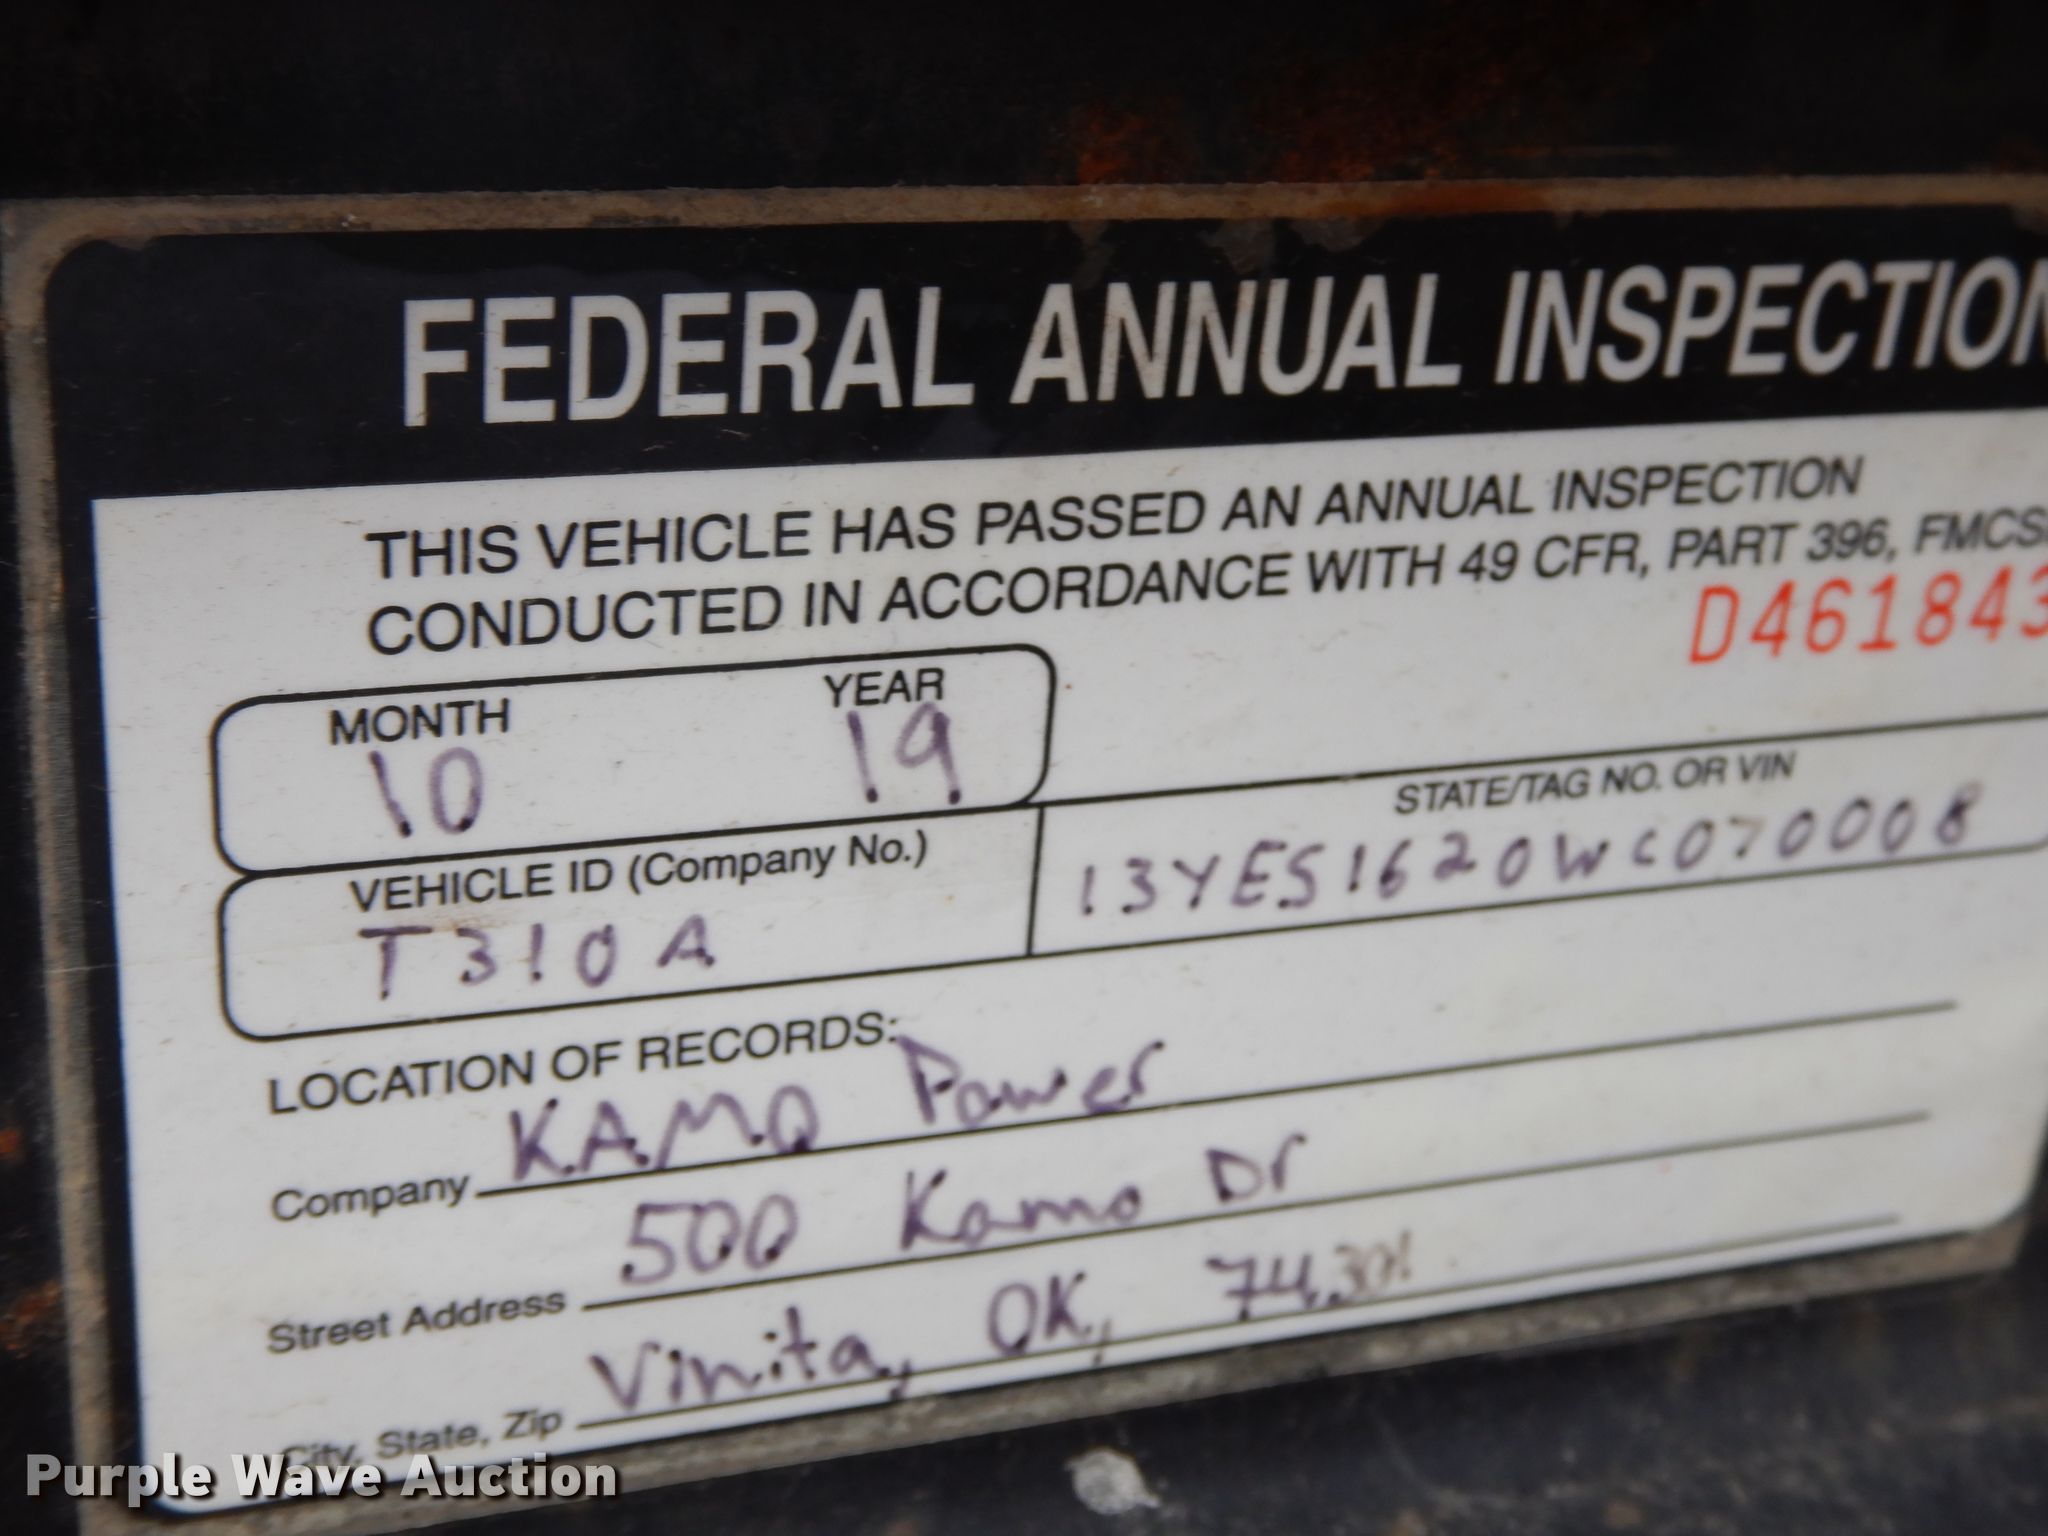 FEDERAL ANNUAL INSPECTION
THIS VEHICLE HAS PASSED AN ANNUAL INSPECTION
CONDUCTED IN ACCORDANCE WITH 49 CFR, PART 396, FMCS
D461843
MONTH YEAR
10 19
VEHICLE ID (Company No.)
T310A
STATE/TAG NO. OR VIN
13YES1620WC070008
LOCATION OF RECORDS:
Company KAMO Power
Street Address 500 Kamo Dr
City, State, Zip Vinita, OK, 74301
Purple Wave Auction